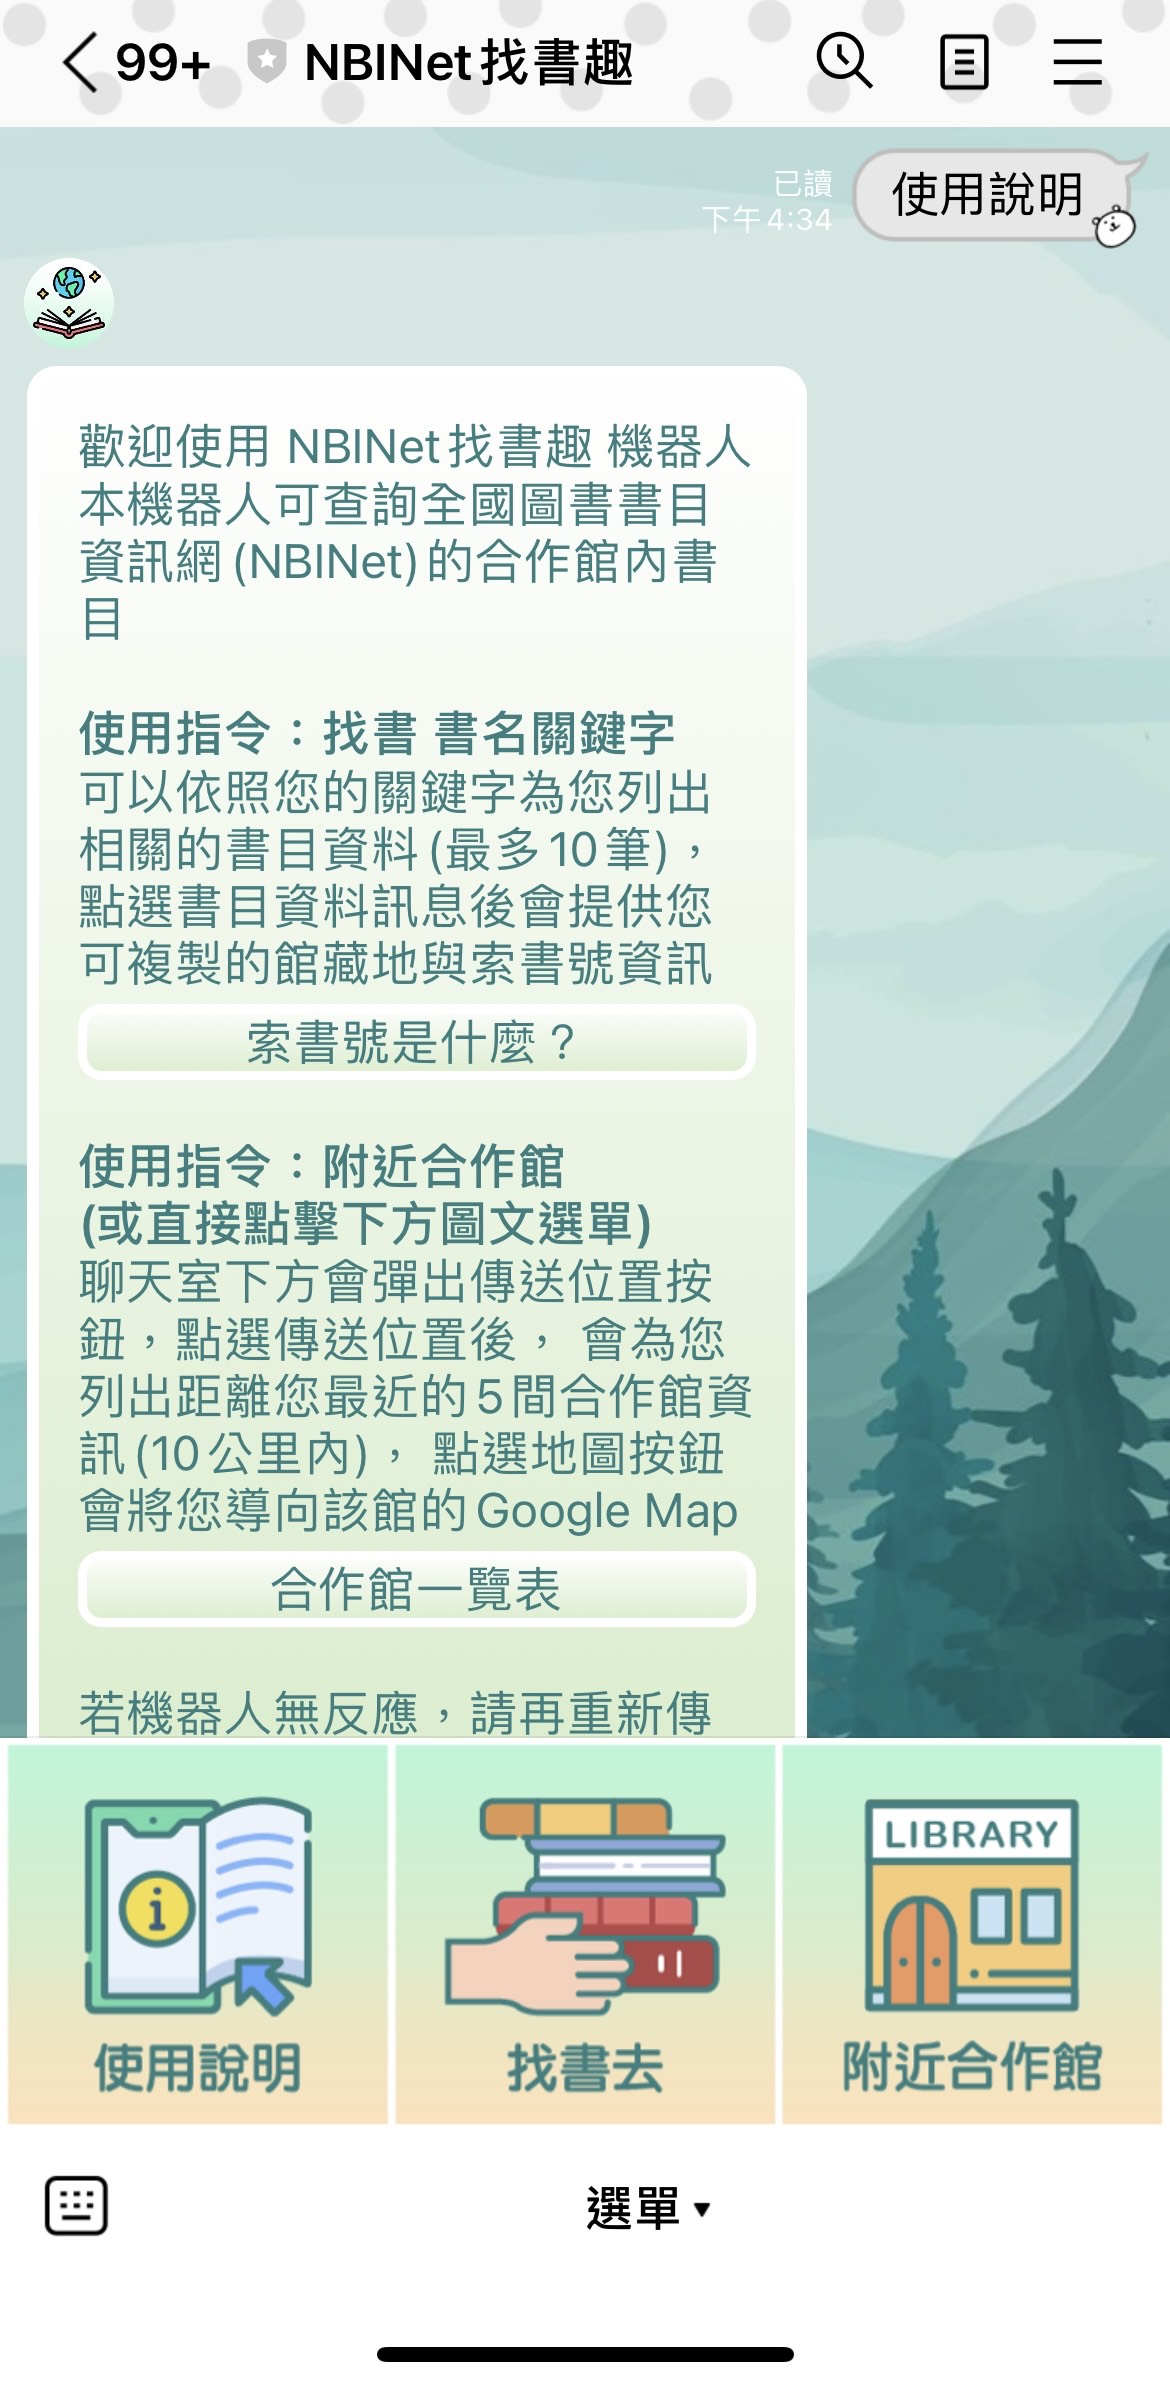 99+ NBINet找書趣
使用說明
已讀
下午4:34
歡迎使用 NBINet找書趣 機器人
本機器人可查詢全國圖書書目
資訊網(NBINet)的合作館內書
目
使用指令：找書 書名關鍵字
可以依照您的關鍵字為您列出
相關的書目資料(最多10筆)，
點選書目資料訊息後會提供您
可複製的館藏地與索書號資訊
索書號是什麼？
使用指令：附近合作館
(或直接點擊下方圖文選單)
聊天室下方會彈出傳送位置按
鈕，點選傳送位置後， 會為您
列出距離您最近的5間合作館資
訊(10公里內)， 點選地圖按鈕
會將您導向該館的Google Map
合作館一覽表
若機器人無反應，請再重新傳
LIBRARY
使用說明
找書去
附近合作館
選單▼